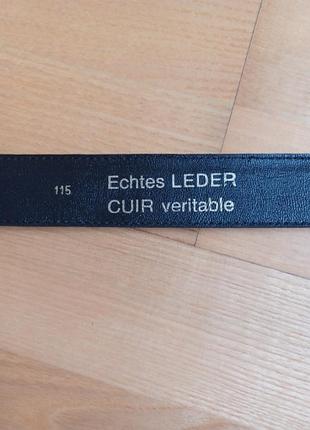 115
Echtes LEDER
CUIR veritable